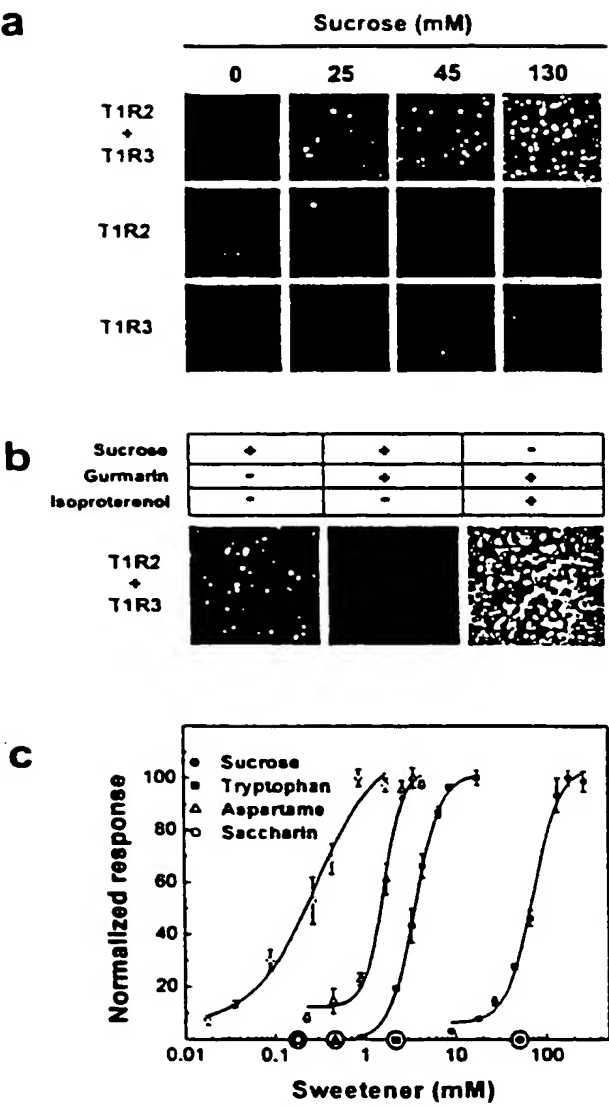 a
Sucrose (mM)
0 25 45 130
T1R2
+
T1R3
T1R2
T1R3
b
Sucrose + + -
Gurmarin - + +
Isoproterenol - - +
T1R2
+
T1R3
c
Sucrose
Tryptophan
Aspartame
Saccharin
Normalized response
100
80
60
40
20
0.01 0.1 1 10 100
Sweetener (mM)